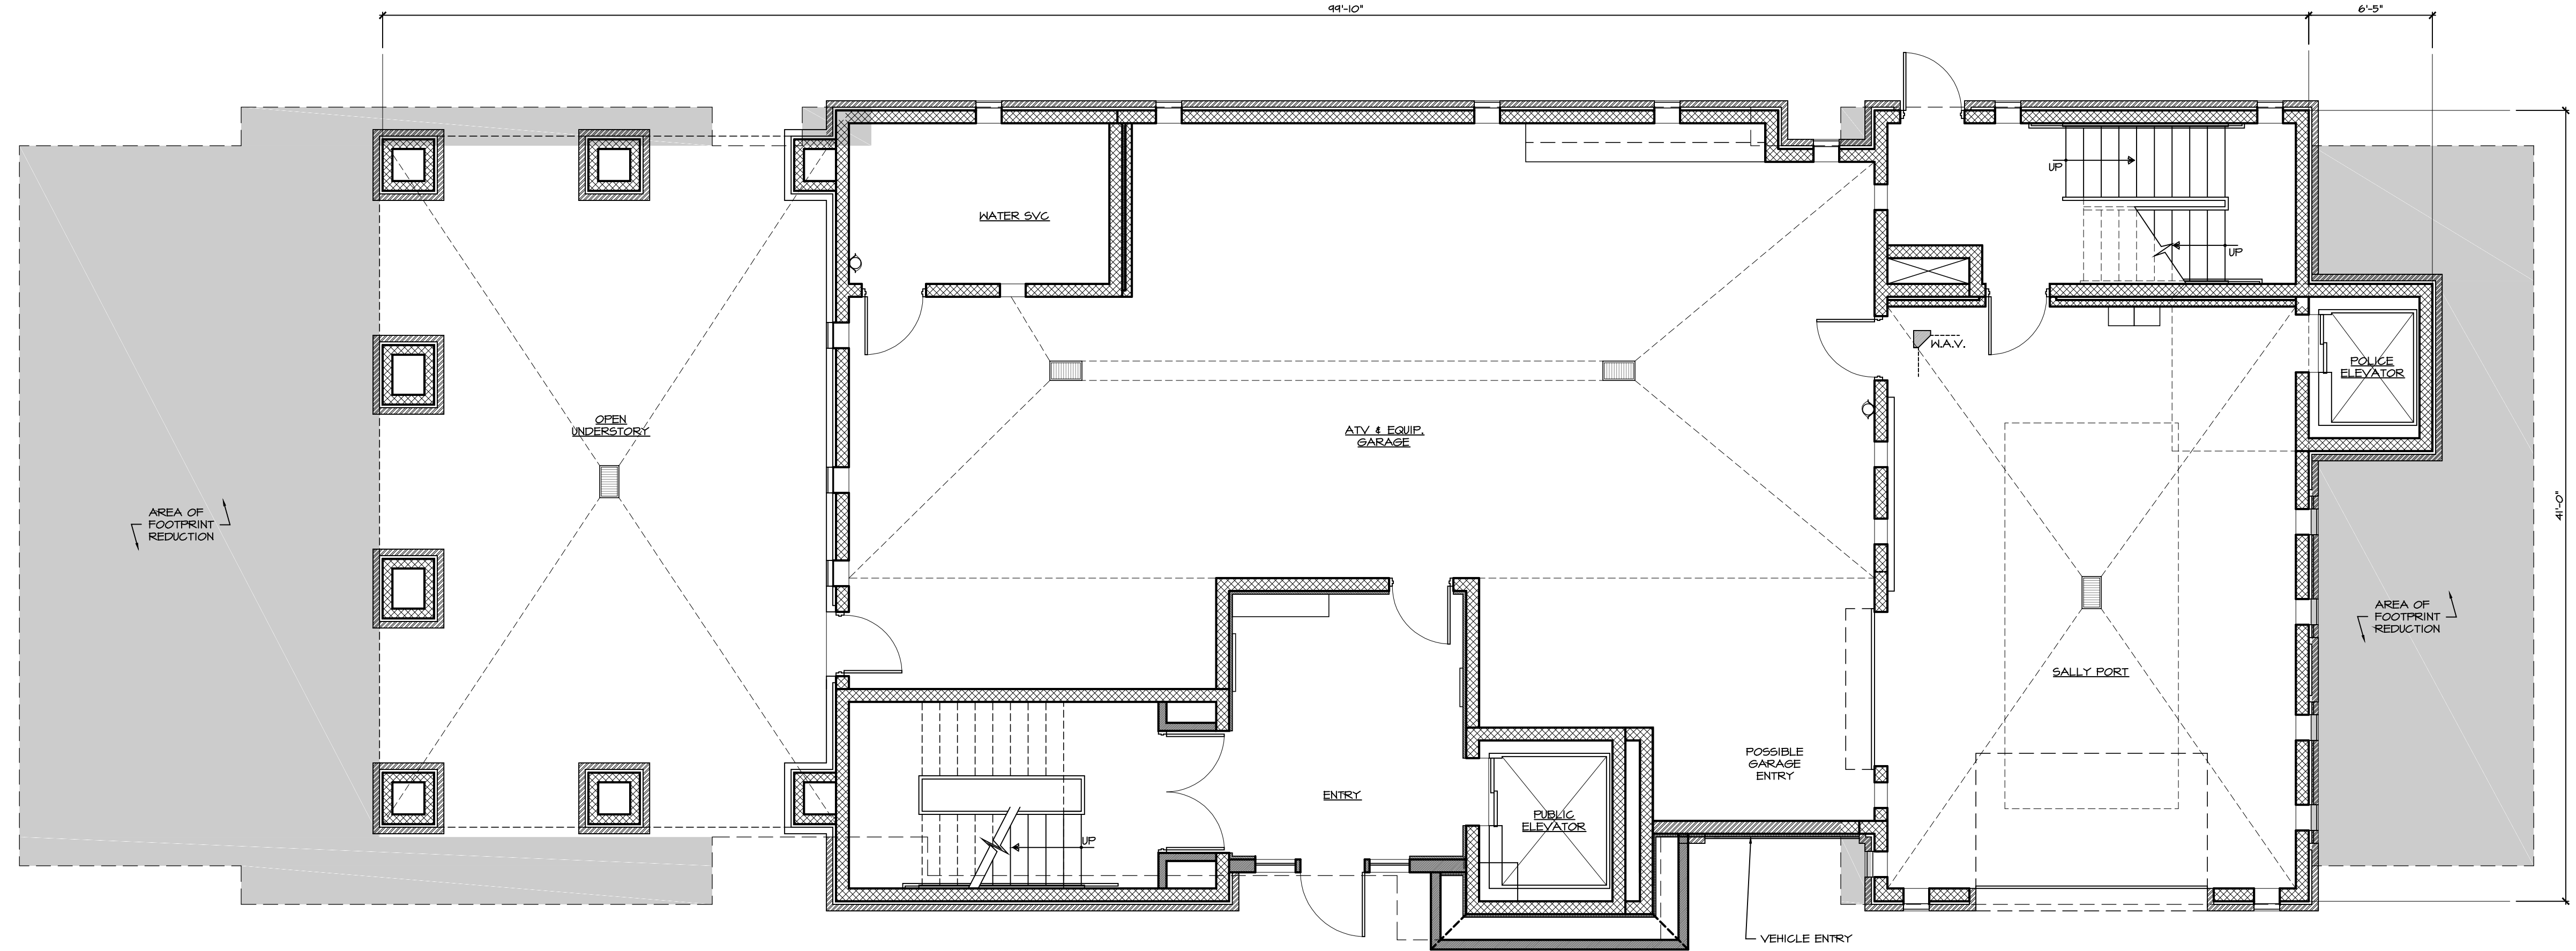 99'-10"
6'-5"
UP
WATER SVC
UP
W.A.V.
POLICE
ELEVATOR
OPEN
UNDERSTORY
ATV & EQUIP.
GARAGE
41'-0"
AREA OF
FOOTPRINT
REDUCTION
AREA OF
FOOTPRINT
REDUCTION
SALLY PORT
POSSIBLE
GARAGE
ENTRY
ENTRY
PUBLIC
ELEVATOR
UP
VEHICLE ENTRY